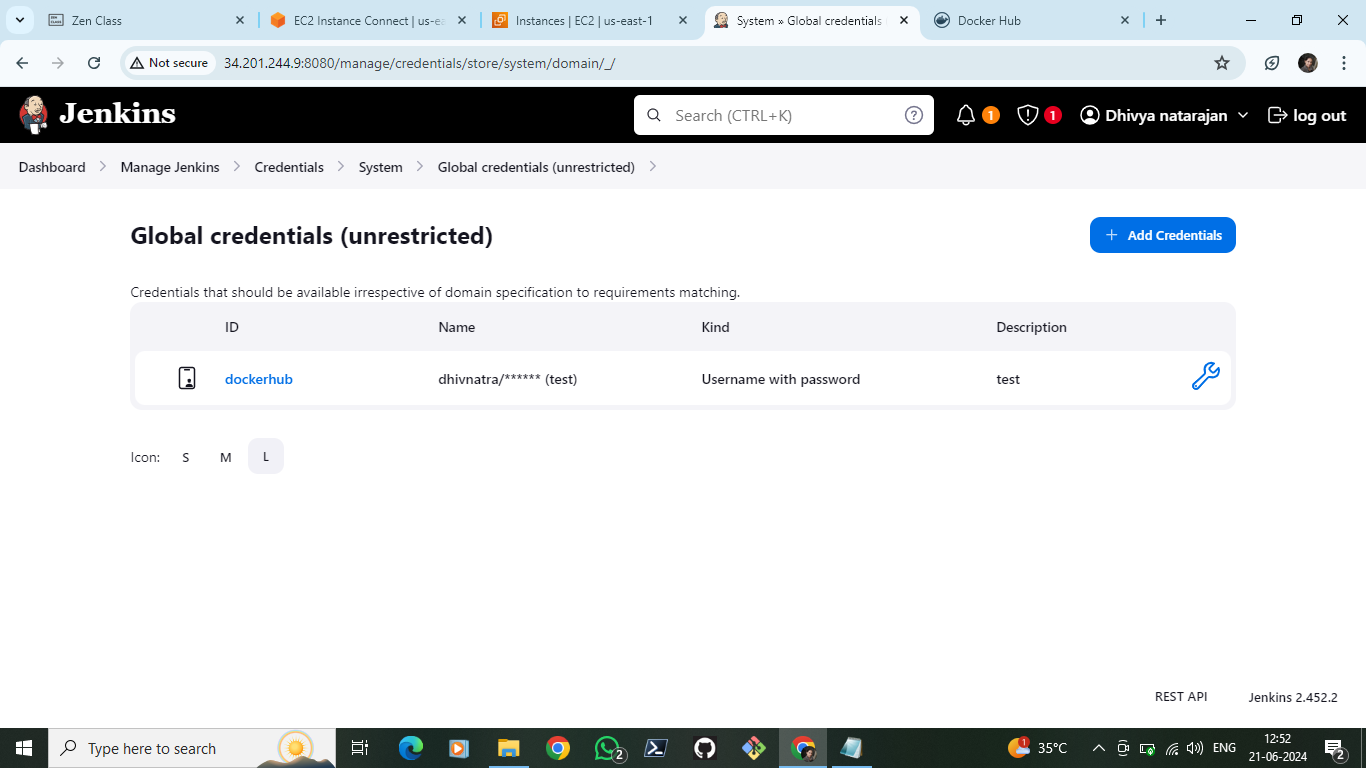 Zen Class
EC2 Instance Connect | us-ea
Instances | EC2 | us-east-1
System » Global credentials
Docker Hub
Not secure
34.201.244.9:8080/manage/credentials/store/system/domain/_/
Jenkins
Search (CTRL+K)
?
1
1
Dhivya natarajan
log out
Dashboard
Manage Jenkins
Credentials
System
Global credentials (unrestricted)
Global credentials (unrestricted)
+ Add Credentials
Credentials that should be available irrespective of domain specification to requirements matching.
ID Name Kind Description
dockerhub dhivnatra/****** (test) Username with password test
Icon: S M L
REST API
Jenkins 2.452.2
Type here to search
2
1
35°C
ENG
12:52
21-06-2024
2